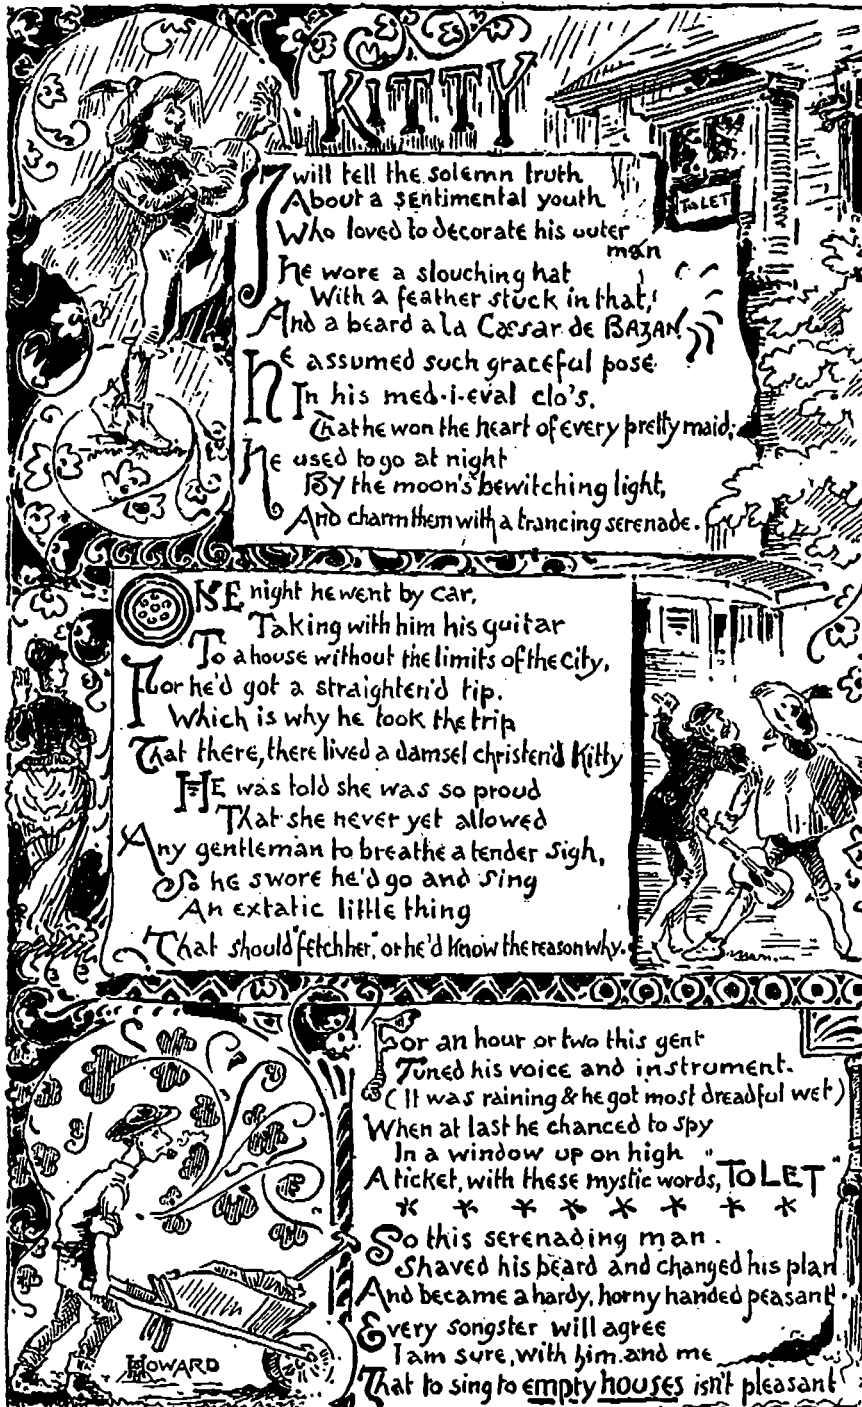 KITTY
I will tell the solemn truth
About a sentimental youth
Who loved to decorate his outer man
He wore a slouching hat
With a feather stuck in that,
And a beard a la Cæsar de BAZAN.
TO LET
He assumed such graceful pose
In his med-i-eval clo's.
That he won the heart of every pretty maid;
He used to go at night
By the moon's bewitching light,
And charm them with a trancing serenade.
ONE night he went by car,
Taking with him his guitar
To a house without the limits of the city,
For he'd got a straighten'd tip.
Which is why he took the trip
That there, there lived a damsel christen'd Kitty
HE was told she was so proud
That she never yet allowed
Any gentleman to breathe a tender sigh,
So he swore he'd go and sing
An extatic little thing
That should "fetch her," or he'd know the reason why.
For an hour or two this gent
Tuned his voice and instrument.
(It was raining & he got most dreadful wet)
When at last he chanced to spy
In a window up on high
A ticket, with these mystic words, "TO LET"
* * * * * * * *
So this serenading man.
Shaved his beard and changed his plan
And became a hardy, horny handed peasant.
Every songster will agree
I am sure, with him and me
That to sing to empty houses isn't pleasant
HOWARD